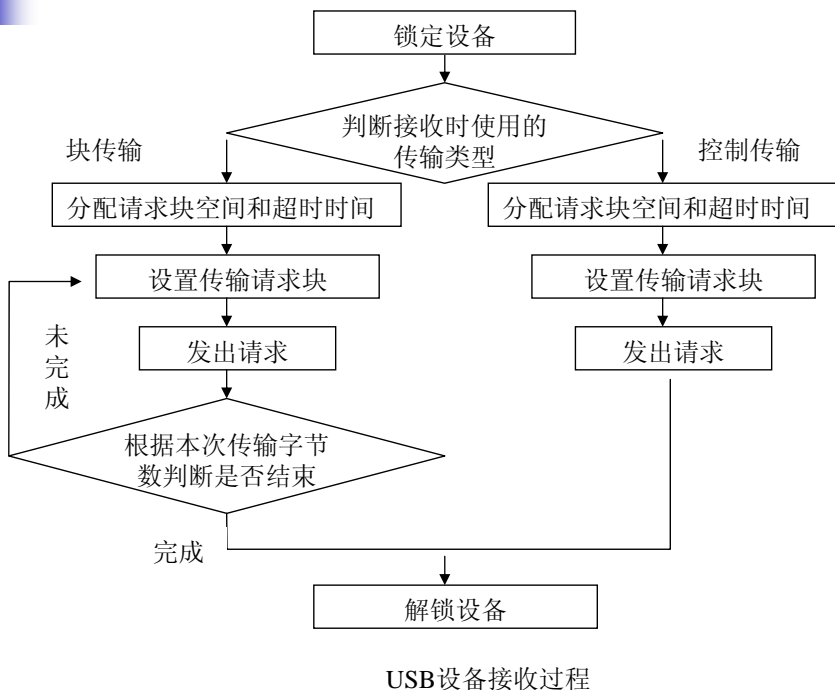 锁定设备
判断接收时使用的
传输类型
块传输
控制传输
分配请求块空间和超时时间
分配请求块空间和超时时间
设置传输请求块
设置传输请求块
发出请求
发出请求
未
完
成
根据本次传输字节
数判断是否结束
完成
解锁设备
USB设备接收过程